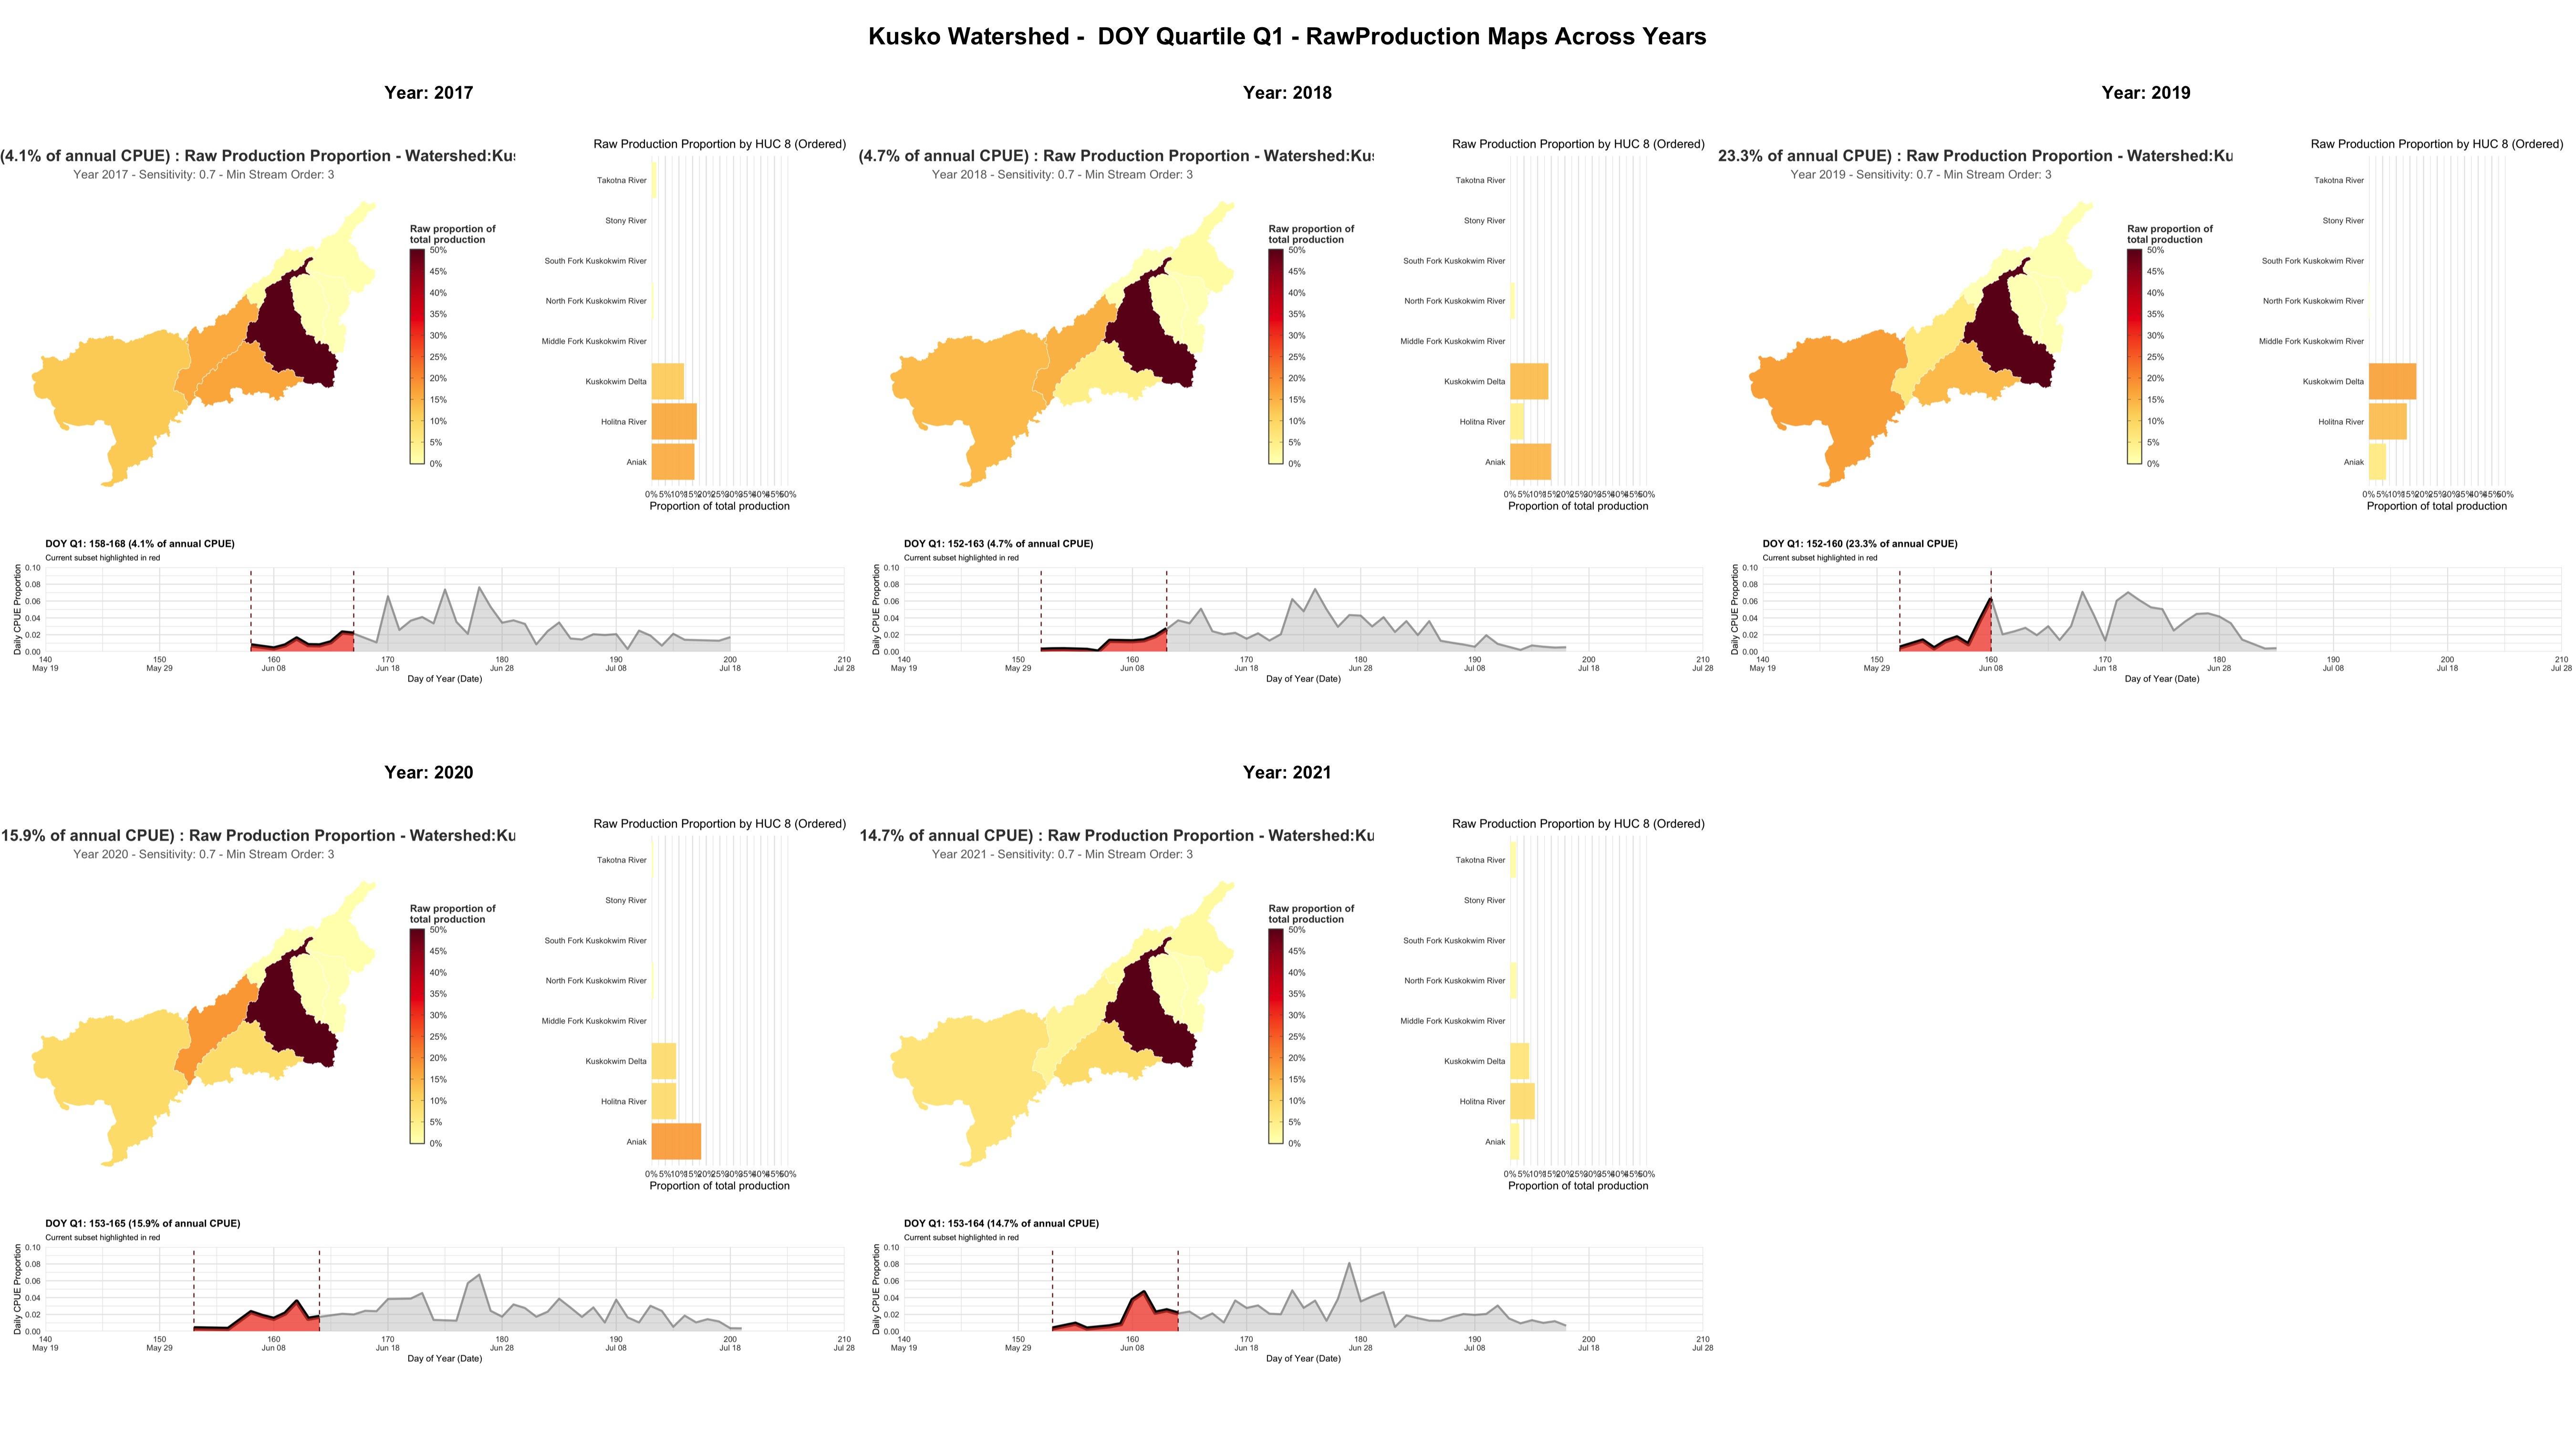 Kusko Watershed -  DOY Quartile Q1 - RawProduction Maps Across Years
Year: 2017
(4.1% of annual CPUE) : Raw Production Proportion - Watershed:Kus
Year 2017 - Sensitivity: 0.7 - Min Stream Order: 3
Raw proportion of
total production
50%
45%
40%
35%
30%
25%
20%
15%
10%
5%
0%
Raw Production Proportion by HUC 8 (Ordered)
Takotna River
Stony River
South Fork Kuskokwim River
North Fork Kuskokwim River
Middle Fork Kuskokwim River
Kuskokwim Delta
Holitna River
Aniak
0% 5% 10% 15% 20% 25% 30% 35% 40% 45% 50%
Proportion of total production
DOY Q1: 158-168 (4.1% of annual CPUE)
Current subset highlighted in red
Daily CPUE Proportion
0.10
0.08
0.06
0.04
0.02
0.00
140 150 160 170 180 190 200 210
May 19 May 29 Jun 08 Jun 18 Jun 28 Jul 08 Jul 18 Jul 28
Day of Year (Date)
Year: 2018
(4.7% of annual CPUE) : Raw Production Proportion - Watershed:Kus
Year 2018 - Sensitivity: 0.7 - Min Stream Order: 3
Raw proportion of
total production
50%
45%
40%
35%
30%
25%
20%
15%
10%
5%
0%
Raw Production Proportion by HUC 8 (Ordered)
Takotna River
Stony River
South Fork Kuskokwim River
North Fork Kuskokwim River
Middle Fork Kuskokwim River
Kuskokwim Delta
Holitna River
Aniak
0% 5% 10% 15% 20% 25% 30% 35% 40% 45% 50%
Proportion of total production
DOY Q1: 152-163 (4.7% of annual CPUE)
Current subset highlighted in red
Daily CPUE Proportion
0.10
0.08
0.06
0.04
0.02
0.00
140 150 160 170 180 190 200 210
May 19 May 29 Jun 08 Jun 18 Jun 28 Jul 08 Jul 18 Jul 28
Day of Year (Date)
Year: 2019
23.3% of annual CPUE) : Raw Production Proportion - Watershed:Ku
Year 2019 - Sensitivity: 0.7 - Min Stream Order: 3
Raw proportion of
total production
50%
45%
40%
35%
30%
25%
20%
15%
10%
5%
0%
Raw Production Proportion by HUC 8 (Ordered)
Takotna River
Stony River
South Fork Kuskokwim River
North Fork Kuskokwim River
Middle Fork Kuskokwim River
Kuskokwim Delta
Holitna River
Aniak
0% 5% 10% 15% 20% 25% 30% 35% 40% 45% 50%
Proportion of total production
DOY Q1: 152-160 (23.3% of annual CPUE)
Current subset highlighted in red
Daily CPUE Proportion
0.10
0.08
0.06
0.04
0.02
0.00
140 150 160 170 180 190 200 210
May 19 May 29 Jun 08 Jun 18 Jun 28 Jul 08 Jul 18 Jul 28
Day of Year (Date)
Year: 2020
15.9% of annual CPUE) : Raw Production Proportion - Watershed:Ku
Year 2020 - Sensitivity: 0.7 - Min Stream Order: 3
Raw proportion of
total production
50%
45%
40%
35%
30%
25%
20%
15%
10%
5%
0%
Raw Production Proportion by HUC 8 (Ordered)
Takotna River
Stony River
South Fork Kuskokwim River
North Fork Kuskokwim River
Middle Fork Kuskokwim River
Kuskokwim Delta
Holitna River
Aniak
0% 5% 10% 15% 20% 25% 30% 35% 40% 45% 50%
Proportion of total production
DOY Q1: 153-165 (15.9% of annual CPUE)
Current subset highlighted in red
Daily CPUE Proportion
0.10
0.08
0.06
0.04
0.02
0.00
140 150 160 170 180 190 200 210
May 19 May 29 Jun 08 Jun 18 Jun 28 Jul 08 Jul 18 Jul 28
Day of Year (Date)
Year: 2021
14.7% of annual CPUE) : Raw Production Proportion - Watershed:Ku
Year 2021 - Sensitivity: 0.7 - Min Stream Order: 3
Raw proportion of
total production
50%
45%
40%
35%
30%
25%
20%
15%
10%
5%
0%
Raw Production Proportion by HUC 8 (Ordered)
Takotna River
Stony River
South Fork Kuskokwim River
North Fork Kuskokwim River
Middle Fork Kuskokwim River
Kuskokwim Delta
Holitna River
Aniak
0% 5% 10% 15% 20% 25% 30% 35% 40% 45% 50%
Proportion of total production
DOY Q1: 153-164 (14.7% of annual CPUE)
Current subset highlighted in red
Daily CPUE Proportion
0.10
0.08
0.06
0.04
0.02
0.00
140 150 160 170 180 190 200 210
May 19 May 29 Jun 08 Jun 18 Jun 28 Jul 08 Jul 18 Jul 28
Day of Year (Date)